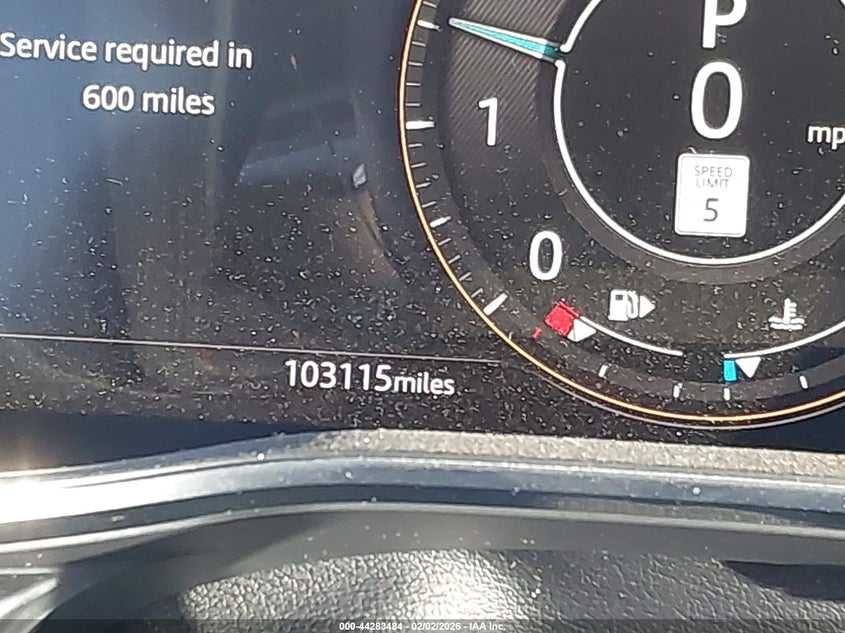 Service required in
600 miles
P
0
mp
SPEED
LIMIT
5
1
0
103115miles
000-44283484 - 02/02/2026 - IAA Inc.